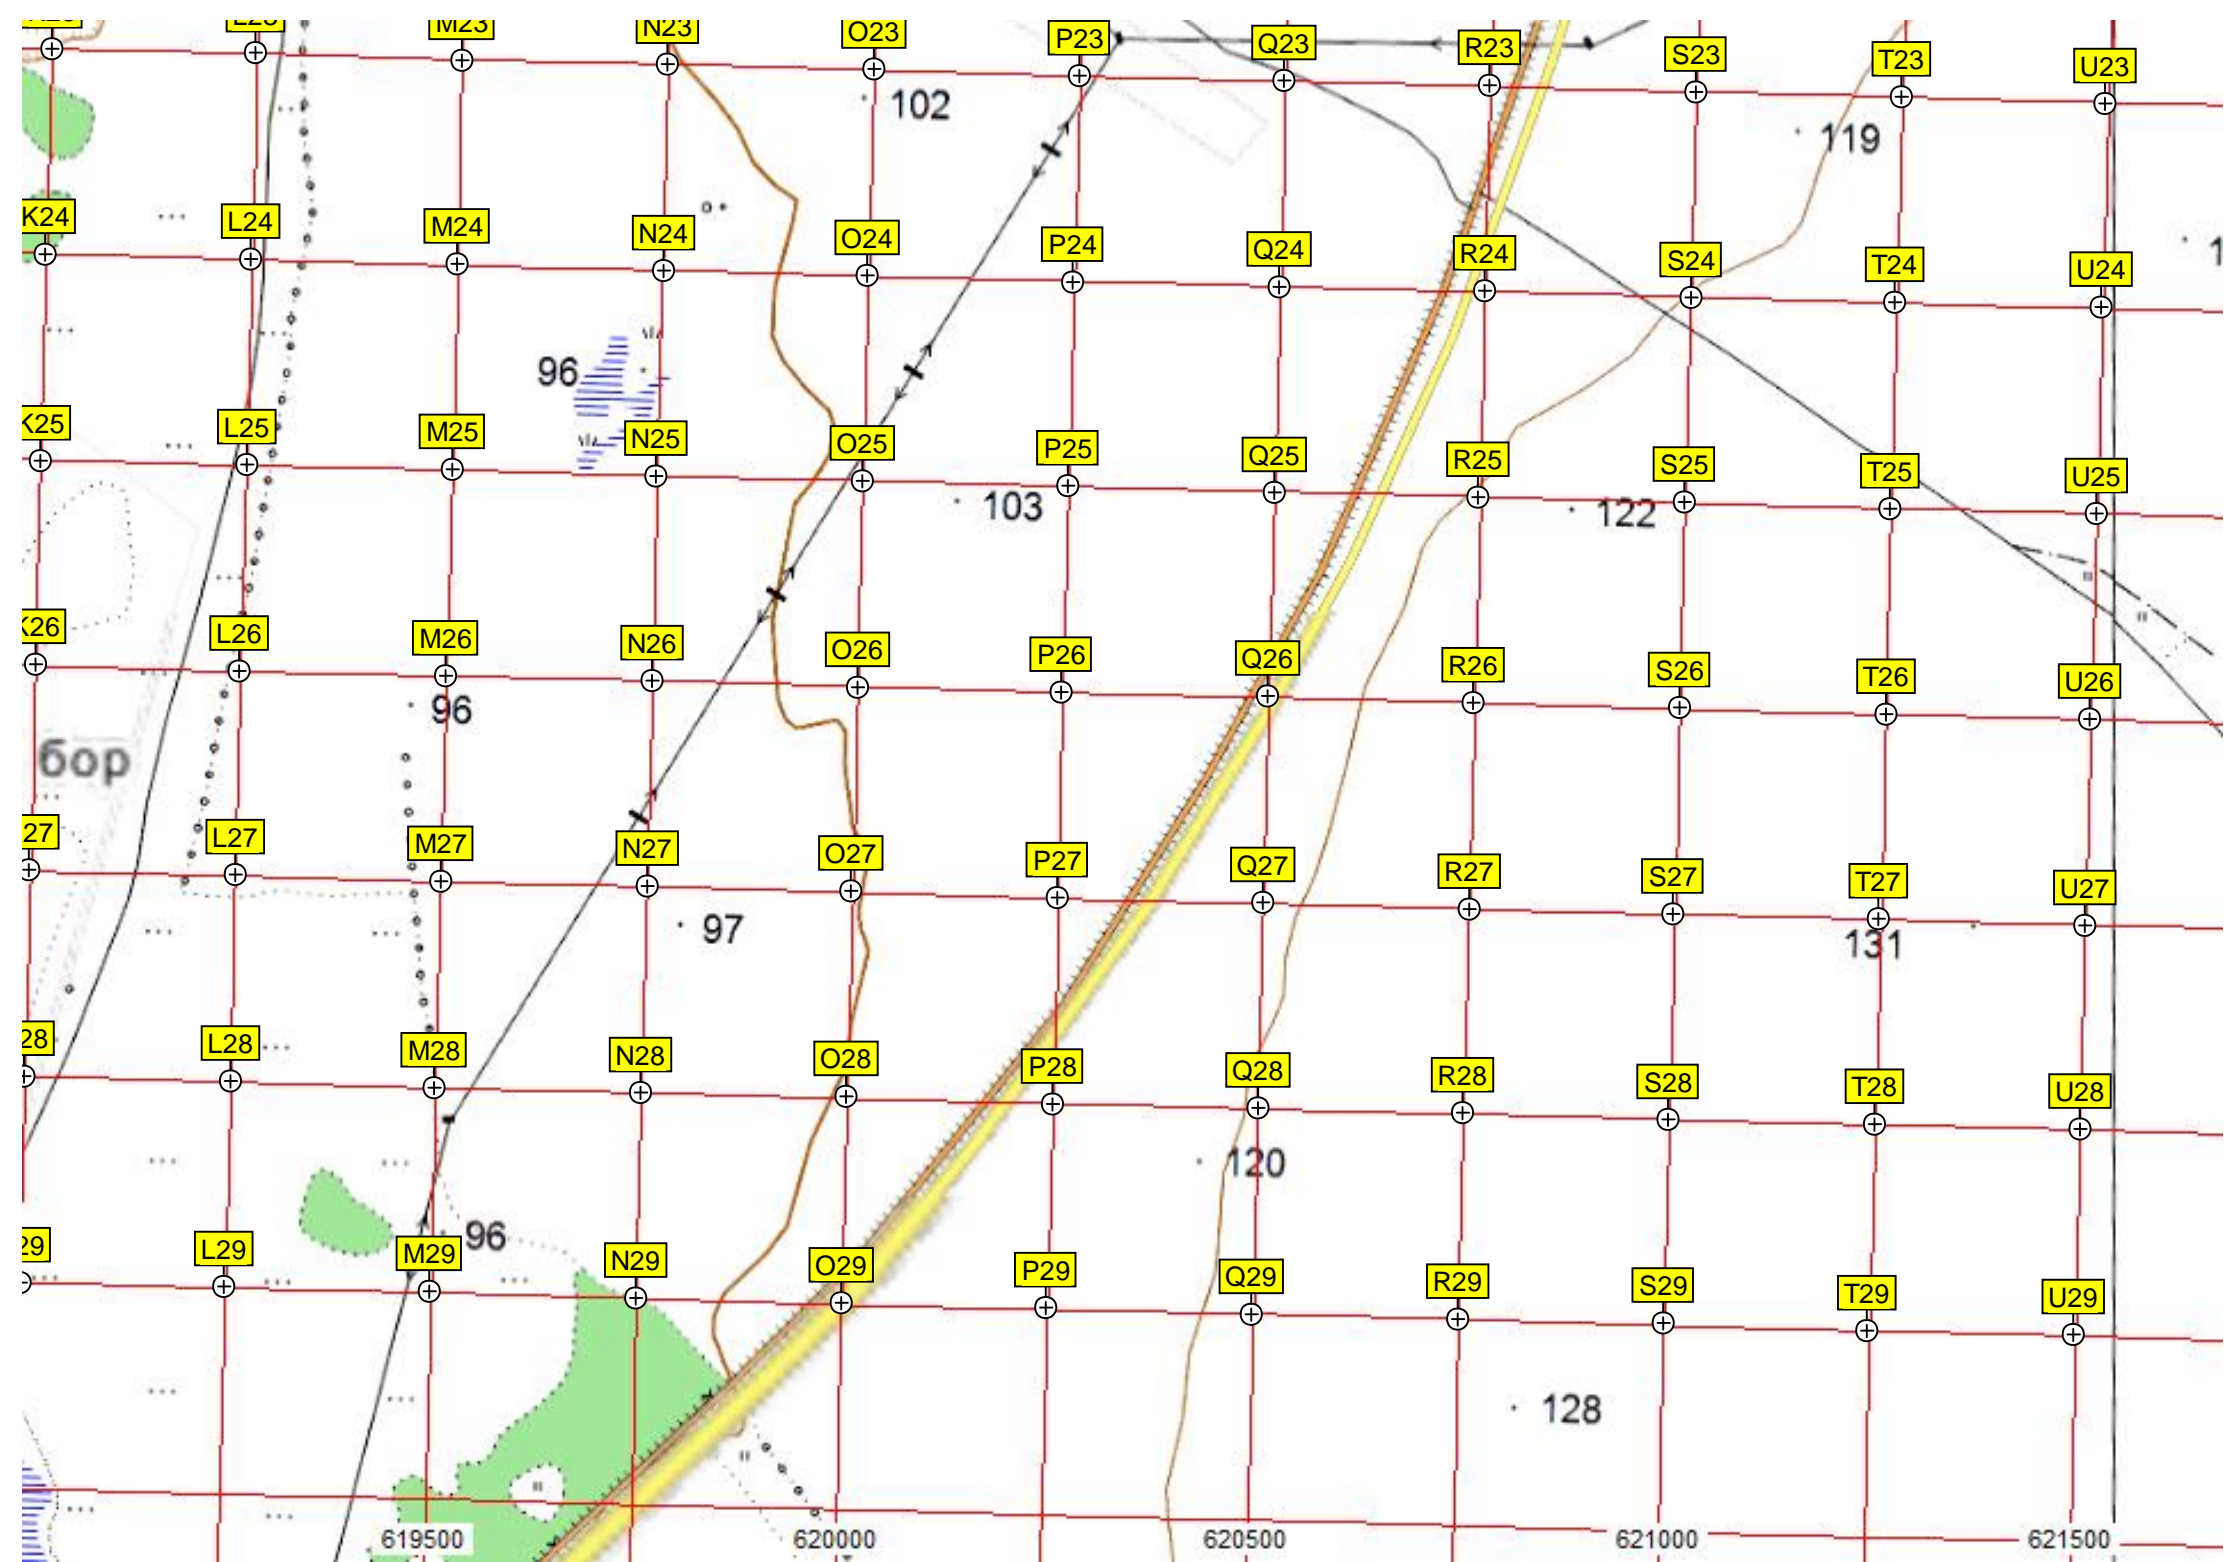 L23 M23 N23 O23 P23 Q23 R23 S23 T23 U23
102
119
K24 L24 M24 N24 O24 P24 Q24 R24 S24 T24 U24
96
K25 L25 M25 N25 O25 P25 Q25 R25 S25 T25 U25
103
122
K26 L26 M26 N26 O26 P26 Q26 R26 S26 T26 U26
96
бор
27 L27 M27 N27 O27 P27 Q27 R27 S27 T27 U27
97
131
28 L28 M28 N28 O28 P28 Q28 R28 S28 T28 U28
120
96
29 L29 M29 N29 O29 P29 Q29 R29 S29 T29 U29
128
619500 620000 620500 621000 621500